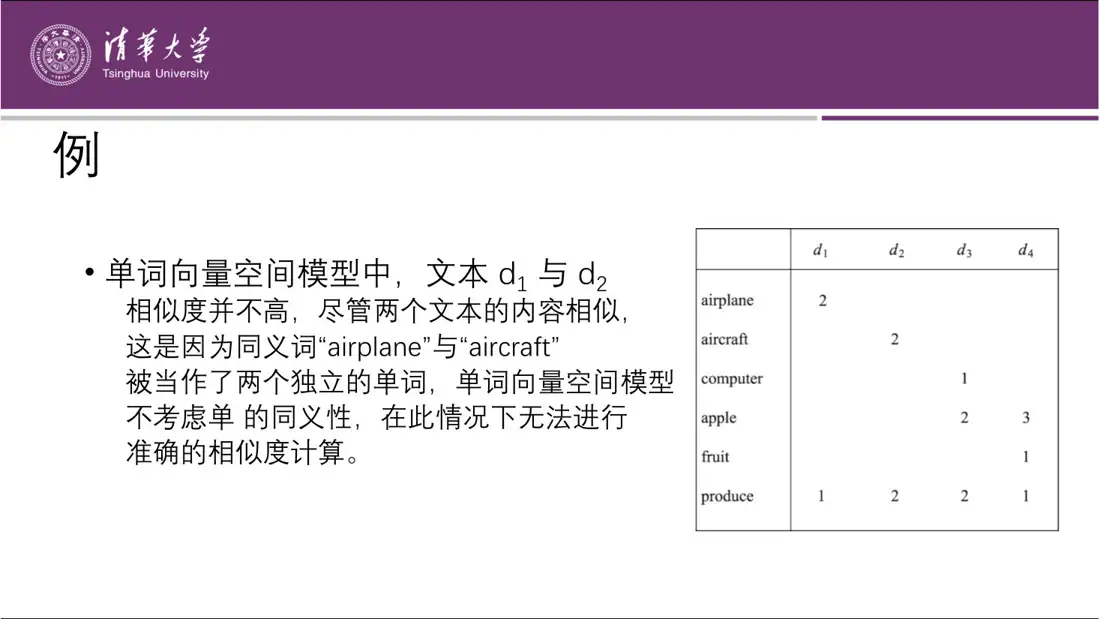 清华大学
Tsinghua University
例
• 单词向量空间模型中，文本 d1 与 d2
相似度并不高，尽管两个文本的内容相似，
这是因为同义词“airplane”与“aircraft”
被当作了两个独立的单词，单词向量空间模型
不考虑单 的同义性，在此情况下无法进行
准确的相似度计算。
d1 d2 d3 d4
airplane 2
aircraft 2
computer 1
apple 2 3
fruit 1
produce 1 2 2 1